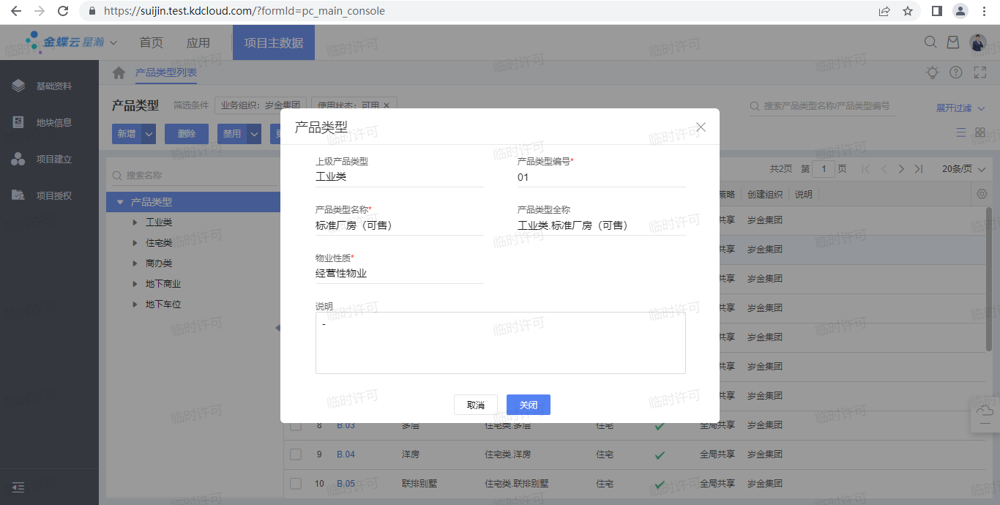 https://suijin.test.kdcloud.com/?formId=pc_main_console
金蝶云 星瀚
首页
应用
项目主数据
基础资料
地块信息
项目建立
项目授权
产品类型列表
产品类型
筛选条件
业务组织：岁金集团
使用状态：可用 ×
搜索产品类型名称/产品类型编号
展开过滤
新增
删除
禁用
搜索名称
产品类型
工业类
住宅类
商办类
地下商业
地下车位
共2页
第 1 页
20条/页
策略
创建组织
说明
共享 岁金集团
共享 岁金集团
共享 岁金集团
共享 岁金集团
共享 岁金集团
共享 岁金集团
共享 岁金集团
产品类型
上级产品类型
工业类
产品类型编号*
01
产品类型名称*
标准厂房（可售）
产品类型全称
工业类.标准厂房（可售）
物业性质*
经营性物业
说明
-
取消
关闭
8 B.03 多层 住宅类.多层 住宅 全局共享 岁金集团
9 B.04 洋房 住宅类.洋房 住宅 全局共享 岁金集团
10 B.05 联排别墅 住宅类.联排别墅 住宅 全局共享 岁金集团
临时许可